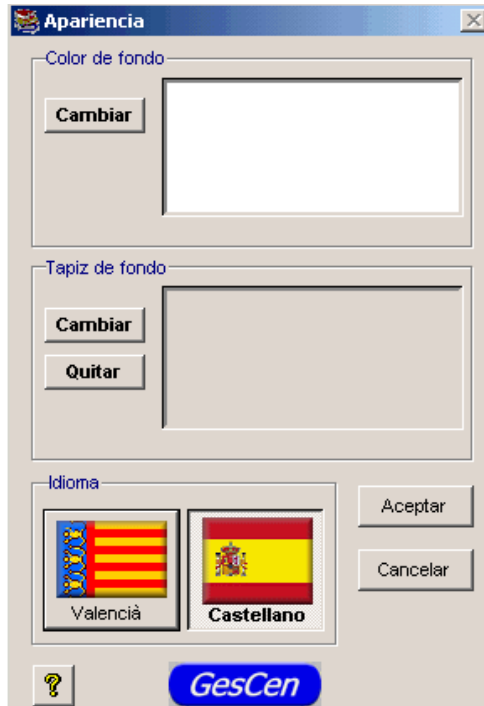 Apariencia
Color de fondo
Cambiar
Tapiz de fondo
Cambiar
Quitar
Idioma
Valencià
Castellano
Aceptar
Cancelar
?
GesCen